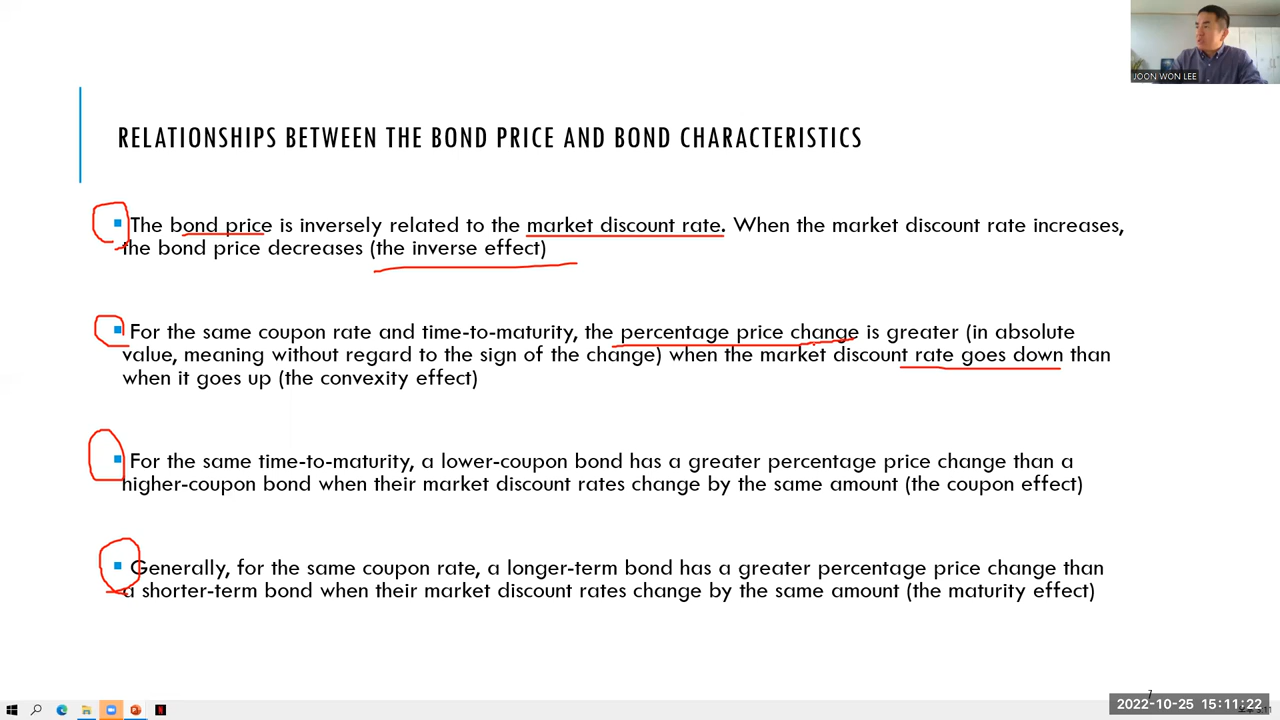 JOON WON LEE
RELATIONSHIPS BETWEEN THE BOND PRICE AND BOND CHARACTERISTICS
The bond price is inversely related to the market discount rate. When the market discount rate increases,
the bond price decreases (the inverse effect)
For the same coupon rate and time-to-maturity, the percentage price change is greater (in absolute
value, meaning without regard to the sign of the change) when the market discount rate goes down than
when it goes up (the convexity effect)
For the same time-to-maturity, a lower-coupon bond has a greater percentage price change than a
higher-coupon bond when their market discount rates change by the same amount (the coupon effect)
Generally, for the same coupon rate, a longer-term bond has a greater percentage price change than
a shorter-term bond when their market discount rates change by the same amount (the maturity effect)
7
2022-10-25 15:11:22